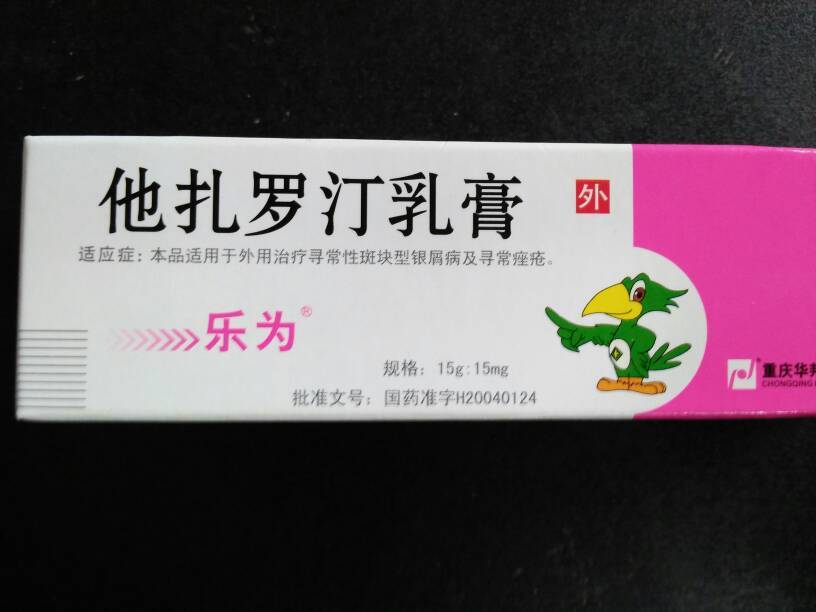 他扎罗汀乳膏
外
适应症：本品适用于外用治疗寻常性斑块型银屑病及寻常痤疮。
乐为®
规格：15g:15mg
批准文号：国药准字H20040124
®重庆华邦
CHONGQING